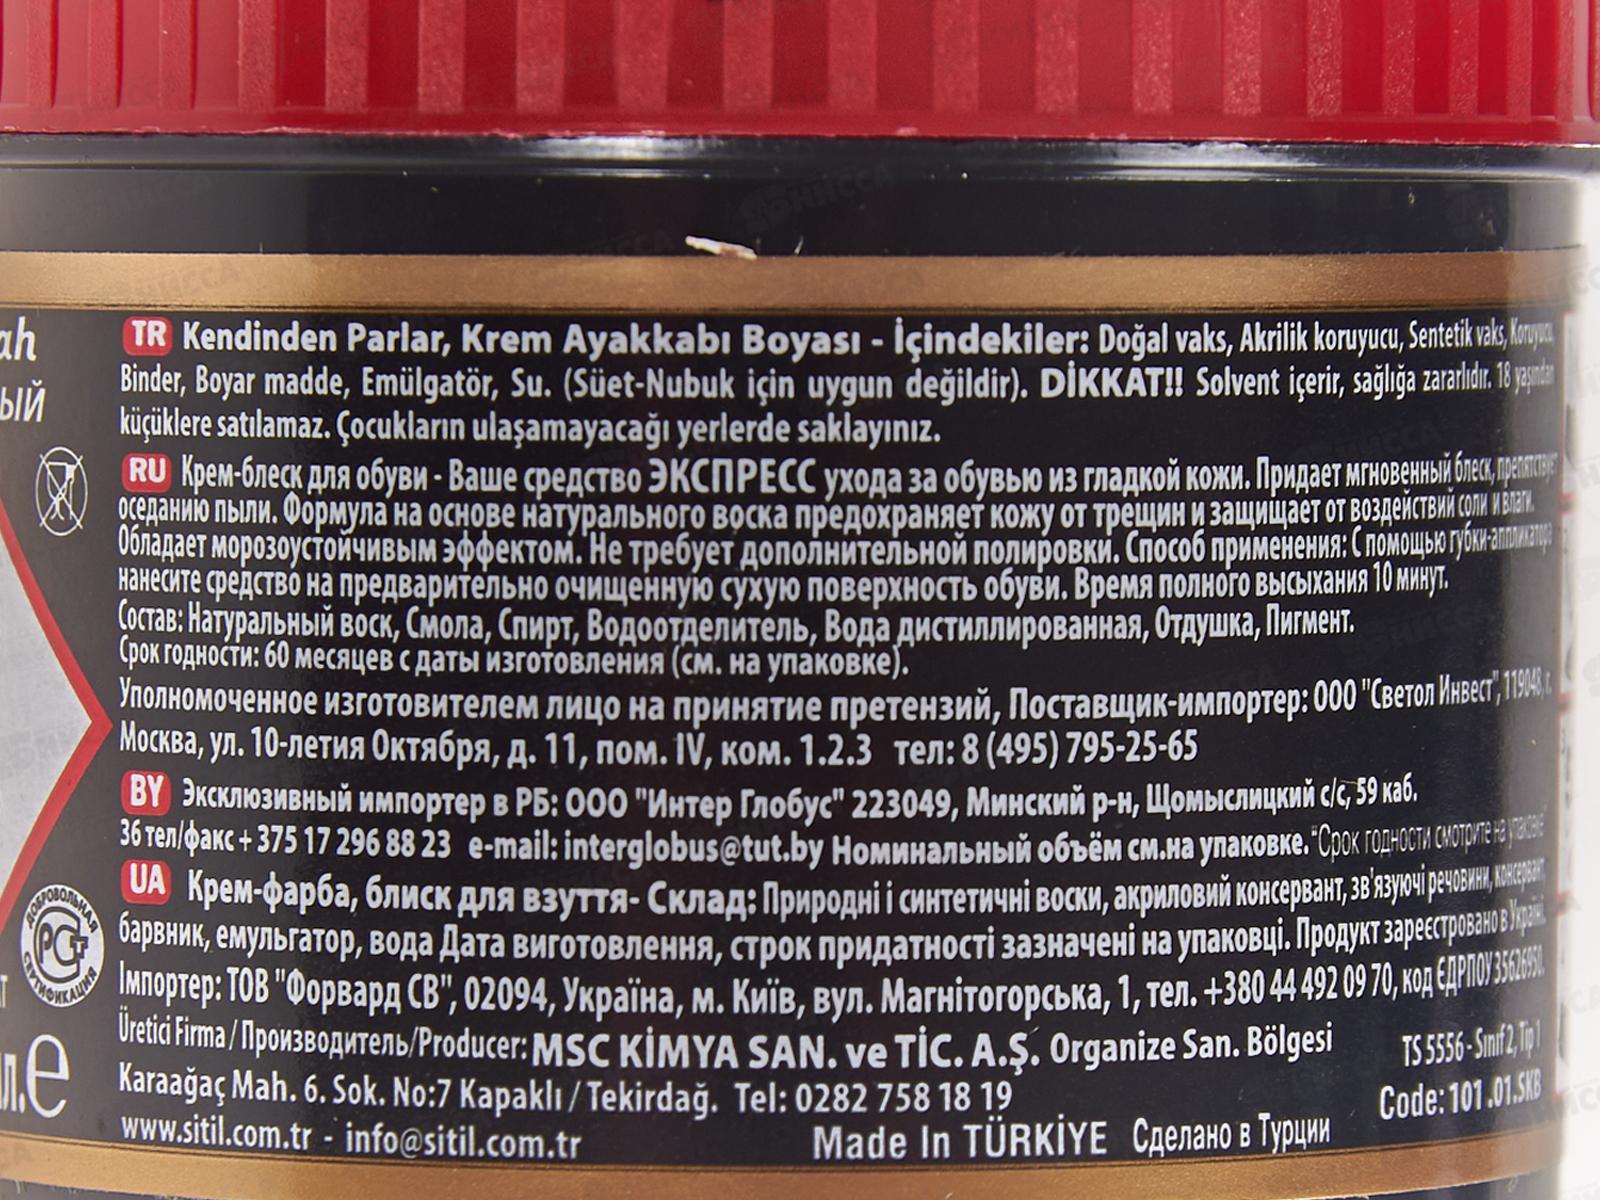 TR Kendinden Parlar, Krem Ayakkabı Boyası - İçindekiler: Doğal vaks, Akrilik koruyucu, Sentetik vaks, Koruyucu,
Binder, Boyar madde, Emülgatör, Su. (Süet-Nubuk için uygun değildir). DİKKAT!! Solvent içerir, sağlığa zararlıdır. 18 yaşından
küçüklere satılamaz. Çocukların ulaşamayacağı yerlerde saklayınız.
RU Крем-блеск для обуви - Ваше средство ЭКСПРЕСС ухода за обувью из гладкой кожи. Придает мгновенный блеск, препятствует
оседанию пыли. Формула на основе натурального воска предохраняет кожу от трещин и защищает от воздействий соли и влаги.
Обладает морозоустойчивым эффектом. Не требует дополнительной полировки. Способ применения: С помощью губки-аппликатора
нанесите средство на предварительно очищенную сухую поверхность обуви. Время полного высыхания 10 минут.
Состав: Натуральный воск, Смола, Спирт, Водоотделитель, Вода дистиллированная, Отдушка, Пигмент.
Срок годности: 60 месяцев с даты изготовления (см. на упаковке).
Уполномоченное изготовителем лицо на принятие претензий, Поставщик-импортер: ООО "Светол Инвест", 119048, г.
Москва, ул. 10-летия Октября, д. 11, пом. IV, ком. 1.2.3 тел: 8 (495) 795-25-65
BY Эксклюзивный импортер в РБ: ООО "Интер Глобус" 223049, Минский р-н, Щомыслицкий с/с, 59 каб.
36 тел/факс + 375 17 296 88 23 e-mail: interglobus@tut.by Номинальный объём см.на упаковке. "Срок годности смотрите на упаковке"
UA Крем-фарба, блиск для взуття- Склад: Природні і синтетичні воски, акриловий консервант, зв'язуючі речовини, консервант,
барвник, емульгатор, вода Дата виготовлення, строк придатності зазначені на упаковці. Продукт зареєстровано в Україні.
Імпортер: ТОВ "Форвард СВ", 02094, Україна, м. Київ, вул. Магнітогорська, 1, тел. +380 44 492 09 70, код ЄДРПОУ 35626950.
Üretici Firma / Производитель/Producer: MSC KİMYA SAN. ve TİC. A.Ş. Organize San. Bölgesi
Karaağaç Mah. 6. Sok. No:7 Kapaklı / Tekirdağ. Tel: 0282 758 18 19
www.sitil.com.tr - info@sitil.com.tr
Made In TÜRKİYE Сделано в Турции
TS 5556 - Sınıf 2, Tip 1
Code: 101.01.SKB
ah
ый
ДОБРОВОЛЬНАЯ
РСТ
СЕРТИФИКАЦИЯ
л.e